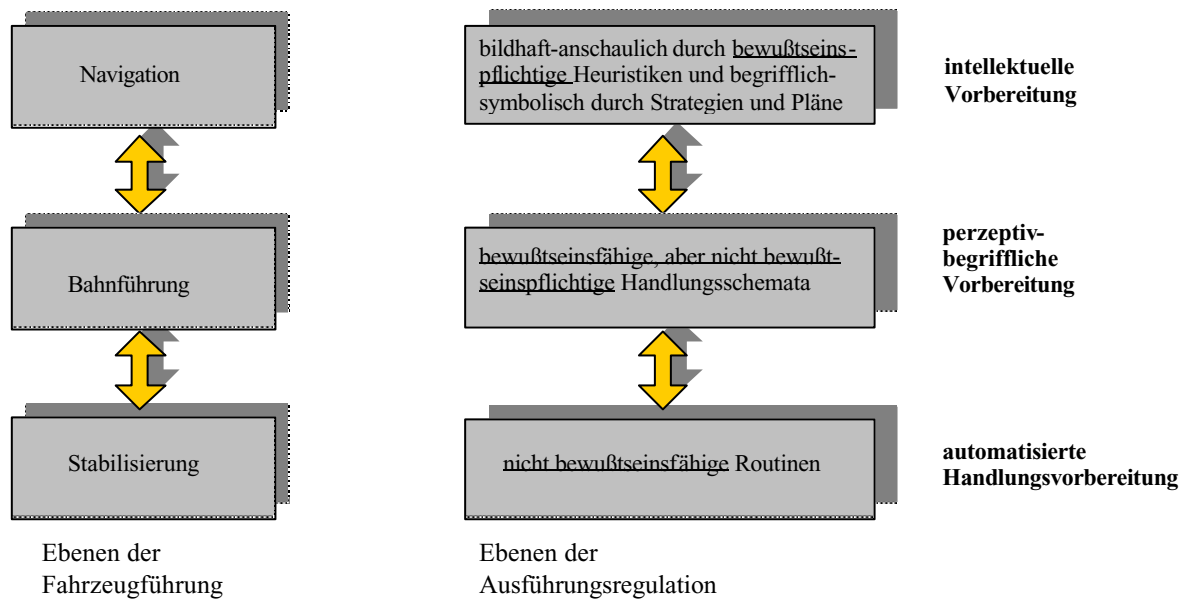 Navigation
bildhaft-anschaulich durch bewußtseins-
pflichtige Heuristiken und begrifflich-
symbolisch durch Strategien und Pläne
intellektuelle
Vorbereitung
Bahnführung
bewußtseinsfähige, aber nicht bewußt-
seinspflichtige Handlungsschemata
perzeptiv-
begriffliche
Vorbereitung
Stabilisierung
nicht bewußtseinsfähige Routinen
automatisierte
Handlungsvorbereitung
Ebenen der
Fahrzeugführung
Ebenen der
Ausführungsregulation